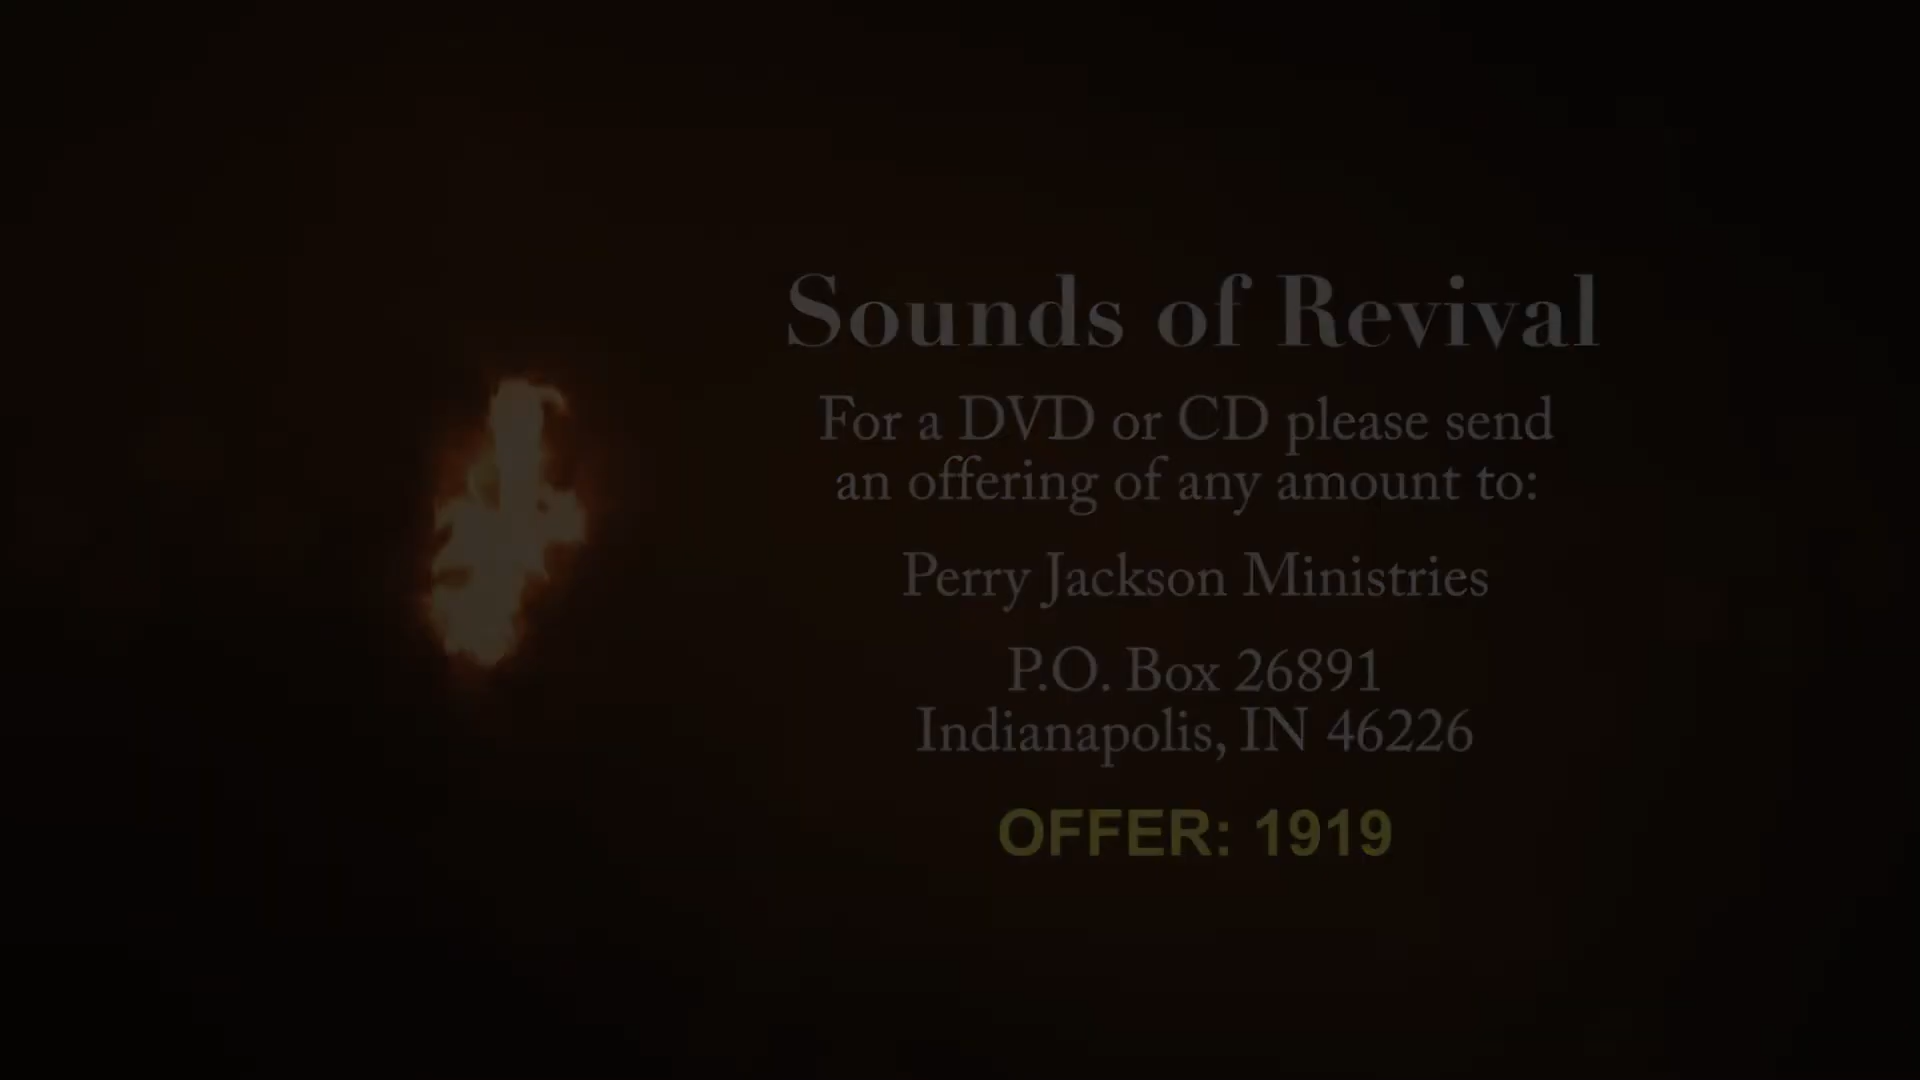 Sounds of Revival
For a DVD or CD please send
an offering of any amount to:
Perry Jackson Ministries
P.O. Box 26891
Indianapolis, IN 46226
OFFER: 1919